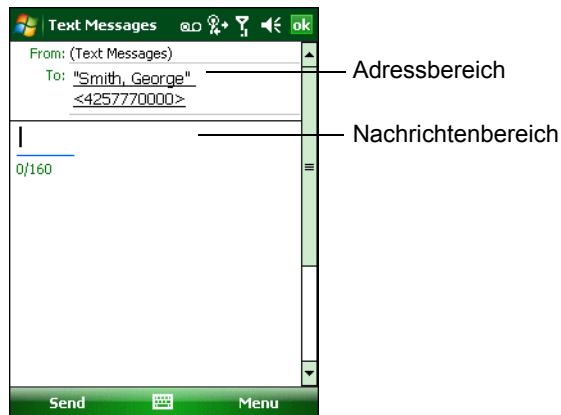 Text Messages ok
From: (Text Messages)
To: "Smith, George"
<4257770000>
Adressbereich
Nachrichtenbereich
0/160
Send Menu